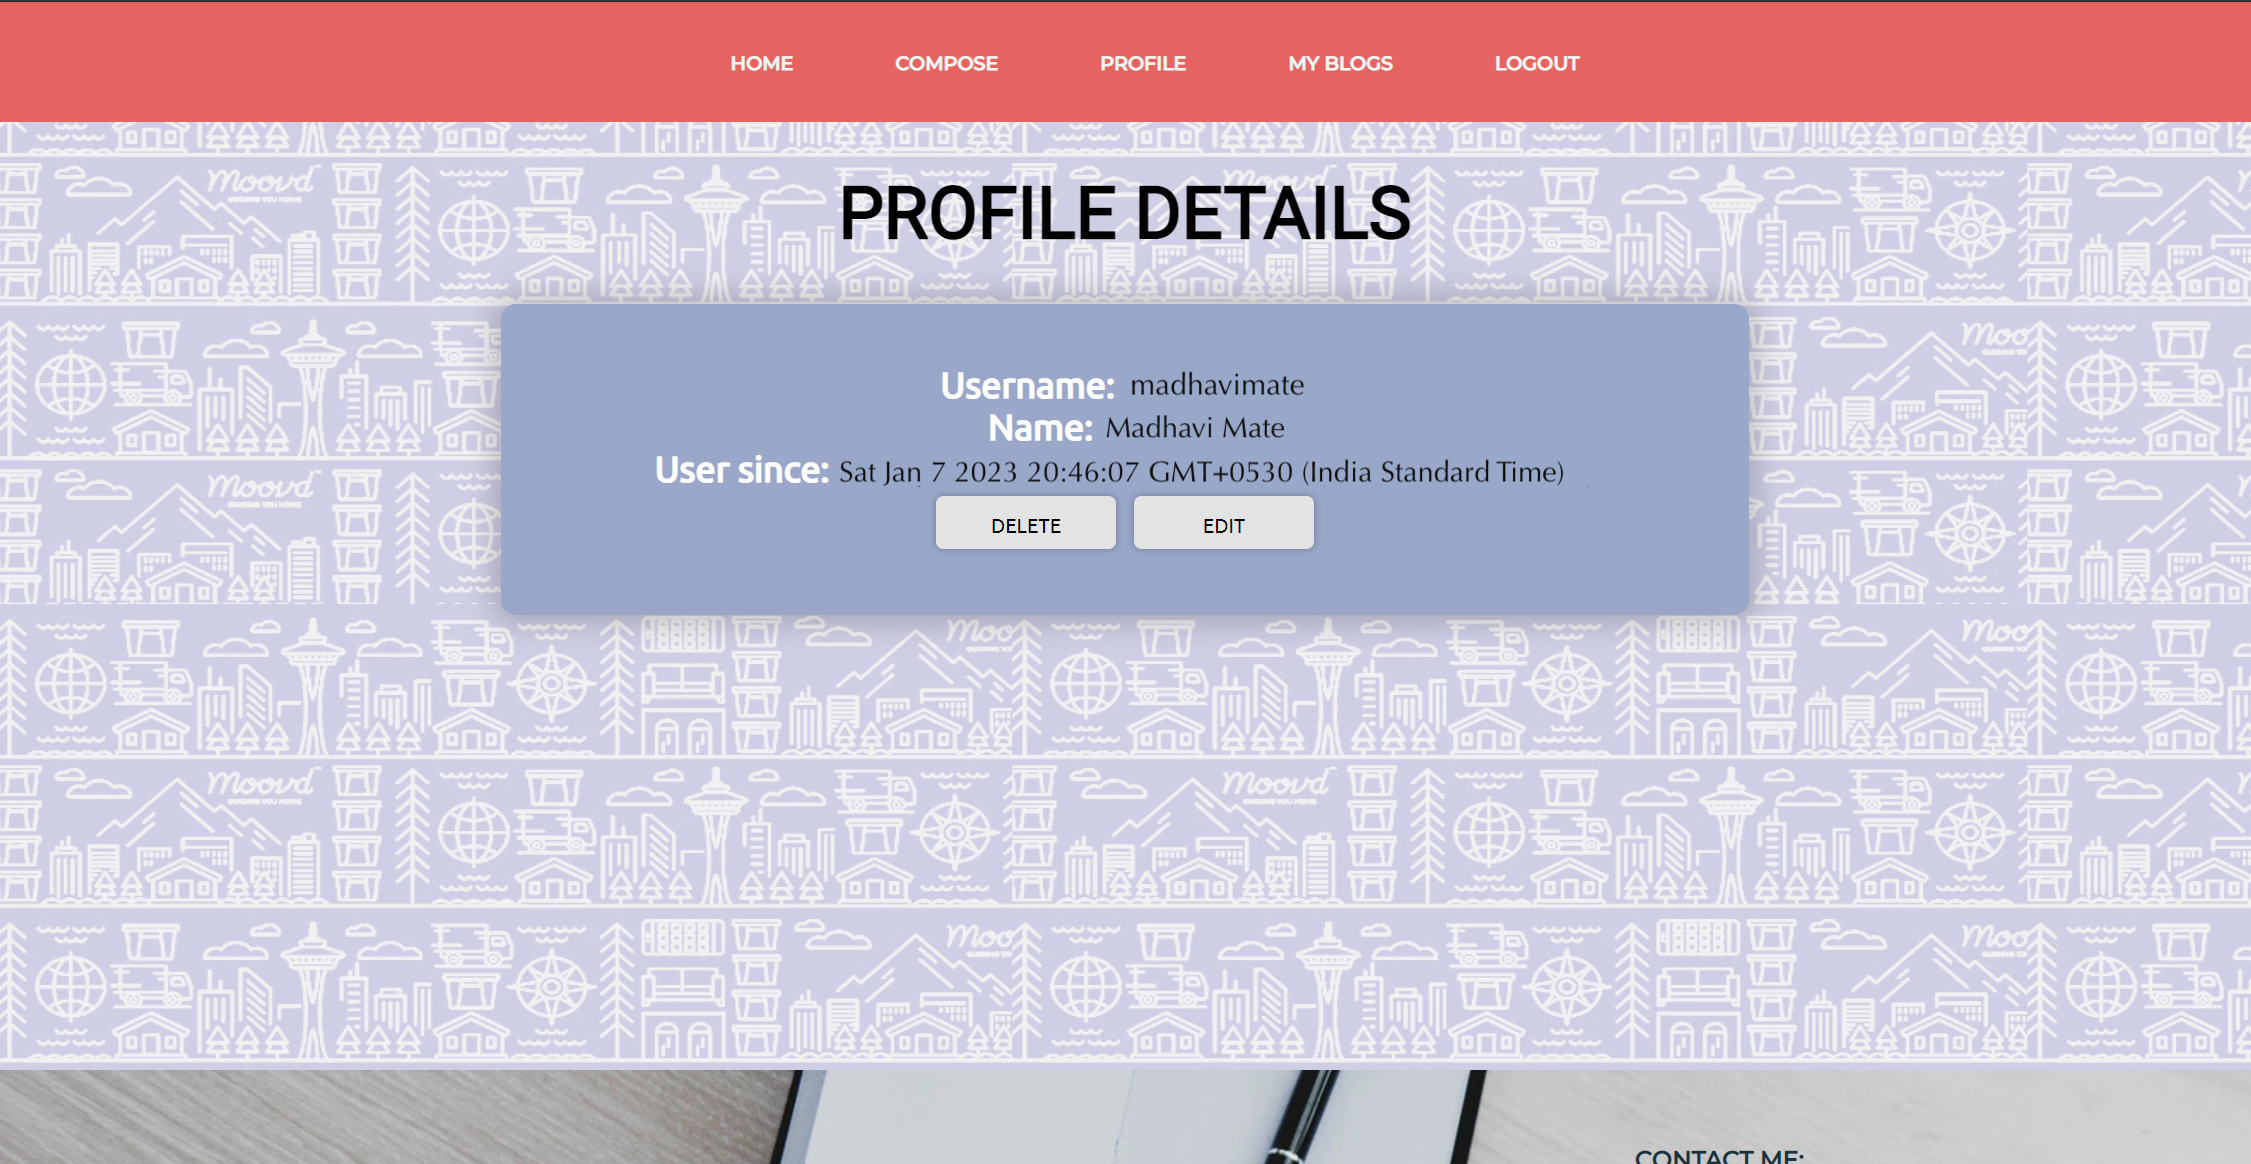 HOME COMPOSE PROFILE MY BLOGS LOGOUT
PROFILE DETAILS
Username: madhavimate
Name: Madhavi Mate
User since: Sat Jan 7 2023 20:46:07 GMT+0530 (India Standard Time)
DELETE EDIT
CONTACT ME: